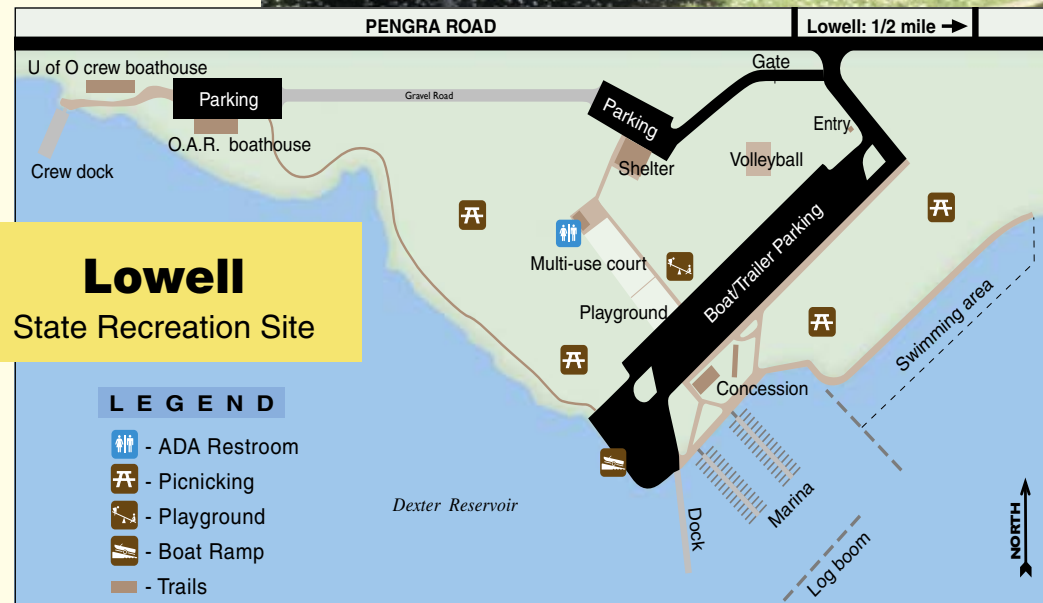 PENGRA ROAD
Lowell: 1/2 mile
U of O crew boathouse
Gate
Parking
Gravel Road
Parking
Entry
O.A.R. boathouse
Crew dock
Shelter
Volleyball
Lowell
State Recreation Site
Multi-use court
Boat/Trailer Parking
Playground
Swimming area
Concession
LEGEND
- ADA Restroom
- Picnicking
- Playground
- Boat Ramp
- Trails
Dexter Reservoir
Dock
Marina
Log boom
NORTH